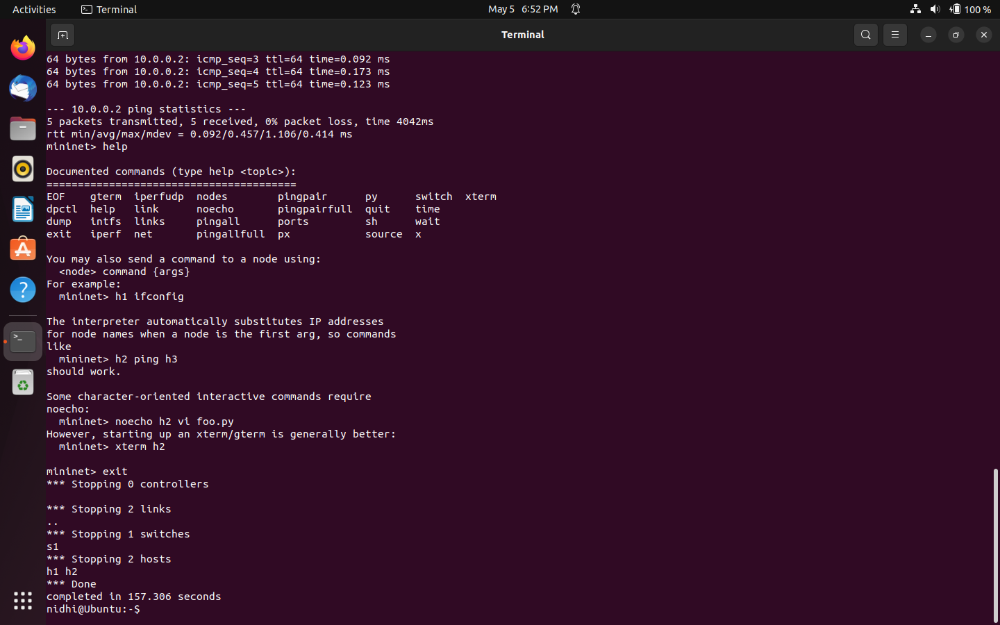 Activities Terminal May 5 6:52 PM 100 %
Terminal
64 bytes from 10.0.0.2: icmp_seq=3 ttl=64 time=0.092 ms
64 bytes from 10.0.0.2: icmp_seq=4 ttl=64 time=0.173 ms
64 bytes from 10.0.0.2: icmp_seq=5 ttl=64 time=0.123 ms
--- 10.0.0.2 ping statistics ---
5 packets transmitted, 5 received, 0% packet loss, time 4042ms
rtt min/avg/max/mdev = 0.092/0.457/1.106/0.414 ms
mininet> help
Documented commands (type help <topic>):
========================================
EOF    gterm  iperfudp  nodes        pingpair      py      switch  xterm
dpctl  help   link      noecho       pingpairfull  quit    time
dump   intfs  links     pingall      ports         sh      wait
exit   iperf  net       pingallfull  px            source  x
You may also send a command to a node using:
  <node> command {args}
For example:
  mininet> h1 ifconfig
The interpreter automatically substitutes IP addresses
for node names when a node is the first arg, so commands
like
  mininet> h2 ping h3
should work.
Some character-oriented interactive commands require
noecho:
  mininet> noecho h2 vi foo.py
However, starting up an xterm/gterm is generally better:
  mininet> xterm h2
mininet> exit
*** Stopping 0 controllers
*** Stopping 2 links
..
*** Stopping 1 switches
s1
*** Stopping 2 hosts
h1 h2
*** Done
completed in 157.306 seconds
nidhi@Ubuntu:~$